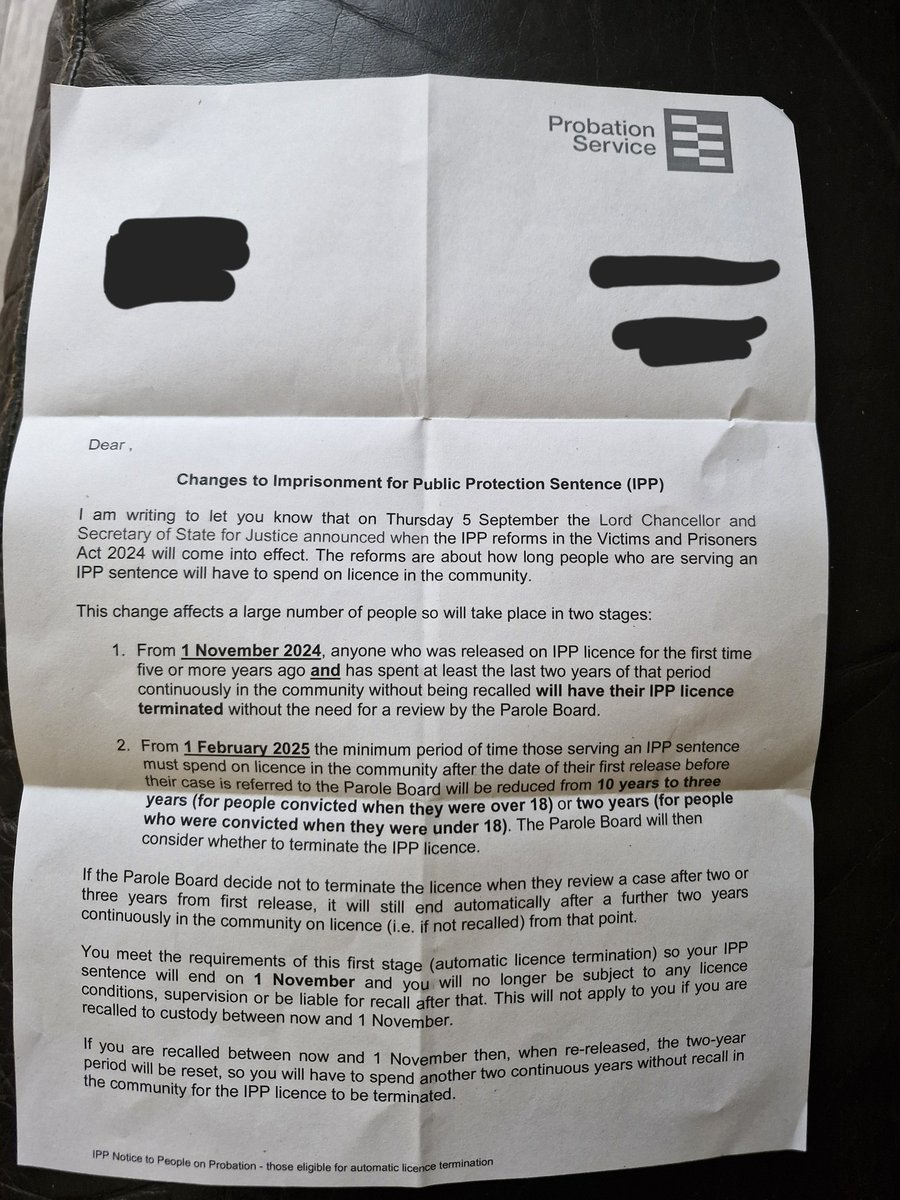 Probation
Service
Dear ,
Changes to Imprisonment for Public Protection Sentence (IPP)
I am writing to let you know that on Thursday 5 September the Lord Chancellor and
Secretary of State for Justice announced when the IPP reforms in the Victims and Prisoners
Act 2024 will come into effect. The reforms are about how long people who are serving an
IPP sentence will have to spend on licence in the community.
This change affects a large number of people so will take place in two stages:
1. From 1 November 2024, anyone who was released on IPP licence for the first time
five or more years ago and has spent at least the last two years of that period
continuously in the community without being recalled will have their IPP licence
terminated without the need for a review by the Parole Board.
2. From 1 February 2025 the minimum period of time those serving an IPP sentence
must spend on licence in the community after the date of their first release before
their case is referred to the Parole Board will be reduced from 10 years to three
years (for people convicted when they were over 18) or two years (for people
who were convicted when they were under 18). The Parole Board will then
consider whether to terminate the IPP licence.
If the Parole Board decide not to terminate the licence when they review a case after two or
three years from first release, it will still end automatically after a further two years
continuously in the community on licence (i.e. if not recalled) from that point.
You meet the requirements of this first stage (automatic licence termination) so your IPP
sentence will end on 1 November and you will no longer be subject to any licence
conditions, supervision or be liable for recall after that. This will not apply to you if you are
recalled to custody between now and 1 November.
If you are recalled between now and 1 November then, when re-released, the two-year
period will be reset, so you will have to spend another two continuous years without recall in
the community for the IPP licence to be terminated.
IPP Notice to People on Probation - those eligible for automatic licence termination